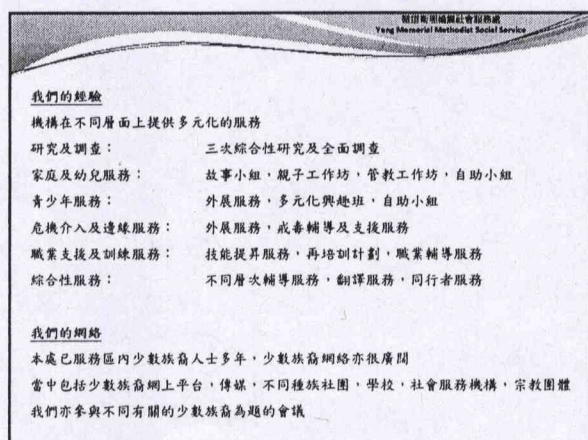 循道衛理楊震社會服務處
Yang Memorial Methodist Social Service
我們的經驗
機構在不同層面上提供多元化的服務
研究及調查： 三次綜合性研究及全面調查
家庭及幼兒服務： 故事小組，親子工作坊，管教工作坊，自助小組
青少年服務： 外展服務，多元化興趣班，自助小組
危機介入及邊緣服務： 外展服務，戒毒輔導及支援服務
職業支援及訓練服務： 技能提昇服務，再培訓計劃，職業輔導服務
綜合性服務： 不同層次輔導服務，翻譯服務，同行者服務
我們的網絡
本處已服務區內少數族裔人士多年，少數族裔網絡亦很廣闊
當中包括少數族裔網上平台，傳媒，不同種族社團，學校，社會服務機構，宗教團體
我們亦參與不同有關的少數族裔為題的會議